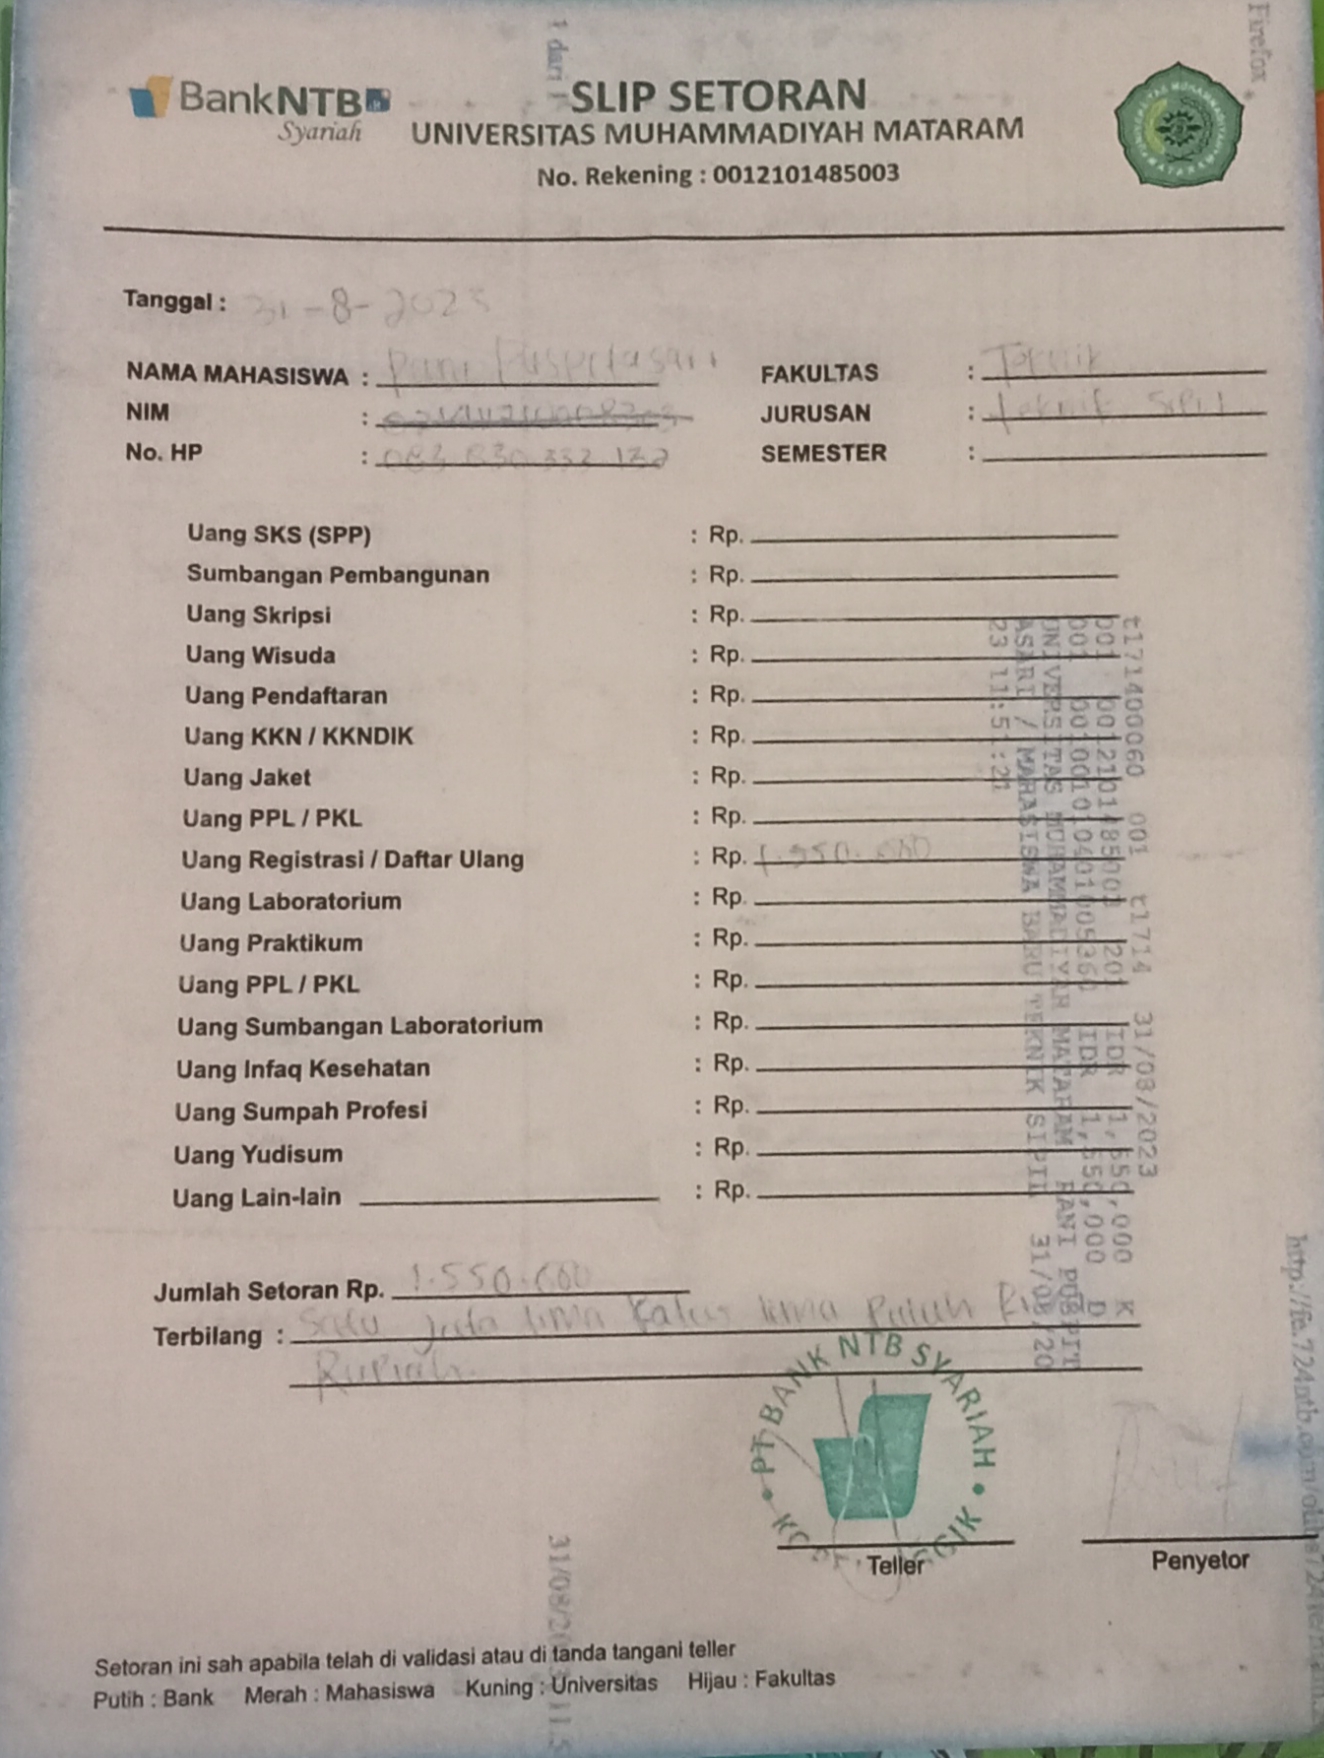 Firefox
1 dari 1
BankNTB
Syariah
SLIP SETORAN
UNIVERSITAS MUHAMMADIYAH MATARAM
No. Rekening : 0012101485003
Tanggal : 31-8-2023
NAMA MAHASISWA : Puspitasari
FAKULTAS : Teknik
NIM :
JURUSAN : Teknik Sipil
No. HP :
SEMESTER :
Uang SKS (SPP) : Rp.
Sumbangan Pembangunan : Rp.
Uang Skripsi : Rp.
Uang Wisuda : Rp.
Uang Pendaftaran : Rp.
Uang KKN / KKNDIK : Rp.
Uang Jaket : Rp.
Uang PPL / PKL : Rp.
Uang Registrasi / Daftar Ulang : Rp. 1.550.000
Uang Laboratorium : Rp.
Uang Praktikum : Rp.
Uang PPL / PKL : Rp.
Uang Sumbangan Laboratorium : Rp.
Uang Infaq Kesehatan : Rp.
Uang Sumpah Profesi : Rp.
Uang Yudisum : Rp.
Uang Lain-lain : Rp.
t1714000060 001 t1714 31/08/2023
001 0012101485003 201 IDR 1,550,000 K
001 IDR 1,550,000 D
UNIVERSITAS MUHAMMADIYAH MATARAM RANI PUSPIT
ASARI / MAHASISWA BARU TEKNIK SIPIL 31/08/20
23 11:51:21
Jumlah Setoran Rp. 1.550.000
Terbilang : Satu Juta lima Ratus lima Puluh
Rupiah.
PT BANK NTB SYARIAH
Teller
Penyetor
Setoran ini sah apabila telah di validasi atau di tanda tangani teller
Putih : Bank Merah : Mahasiswa Kuning : Universitas Hijau : Fakultas